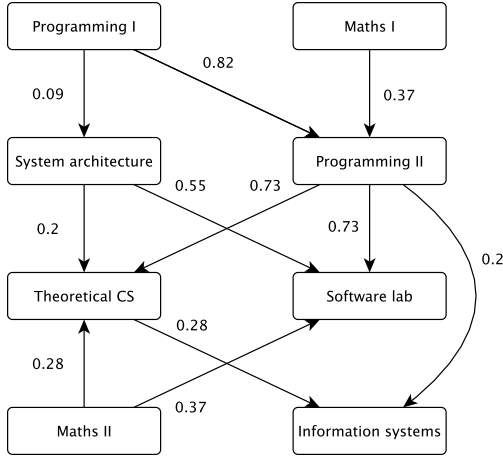 Programming I
Maths I
0.82
0.09
0.37
System architecture
Programming II
0.55
0.73
0.2
0.73
0.2
Theoretical CS
Software lab
0.28
0.28
0.37
Maths II
Information systems